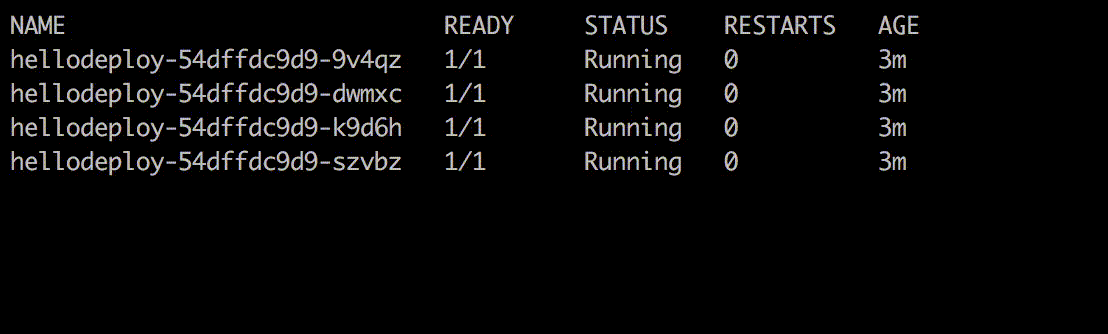 NAME READY STATUS RESTARTS AGE
hellodeploy-54dffdc9d9-9v4qz 1/1 Running 0 3m
hellodeploy-54dffdc9d9-dwmxc 1/1 Running 0 3m
hellodeploy-54dffdc9d9-k9d6h 1/1 Running 0 3m
hellodeploy-54dffdc9d9-szvbz 1/1 Running 0 3m